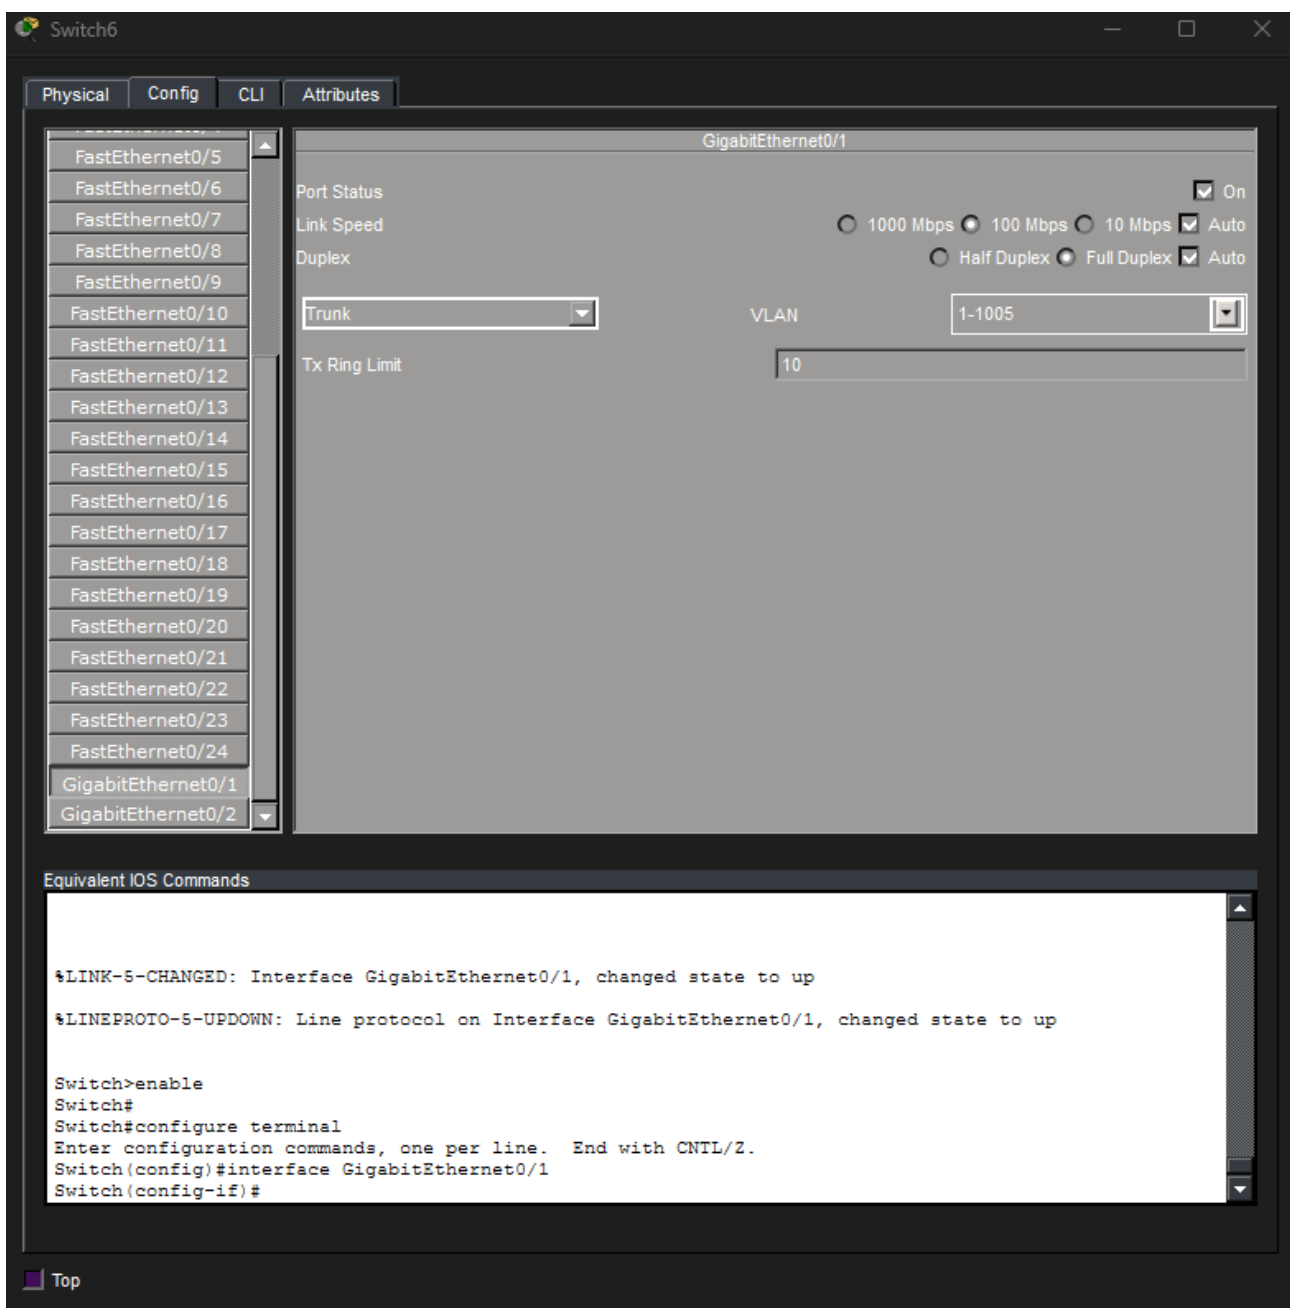 Switch6
Physical Config CLI Attributes
FastEthernet0/5
FastEthernet0/6
FastEthernet0/7
FastEthernet0/8
FastEthernet0/9
FastEthernet0/10
FastEthernet0/11
FastEthernet0/12
FastEthernet0/13
FastEthernet0/14
FastEthernet0/15
FastEthernet0/16
FastEthernet0/17
FastEthernet0/18
FastEthernet0/19
FastEthernet0/20
FastEthernet0/21
FastEthernet0/22
FastEthernet0/23
FastEthernet0/24
GigabitEthernet0/1
GigabitEthernet0/2
GigabitEthernet0/1
Port Status On
Link Speed 1000 Mbps 100 Mbps 10 Mbps Auto
Duplex Half Duplex Full Duplex Auto
Trunk VLAN 1-1005
Tx Ring Limit 10
Equivalent IOS Commands
%LINK-5-CHANGED: Interface GigabitEthernet0/1, changed state to up
%LINEPROTO-5-UPDOWN: Line protocol on Interface GigabitEthernet0/1, changed state to up
Switch>enable
Switch#
Switch#configure terminal
Enter configuration commands, one per line. End with CNTL/Z.
Switch(config)#interface GigabitEthernet0/1
Switch(config-if)#
Top